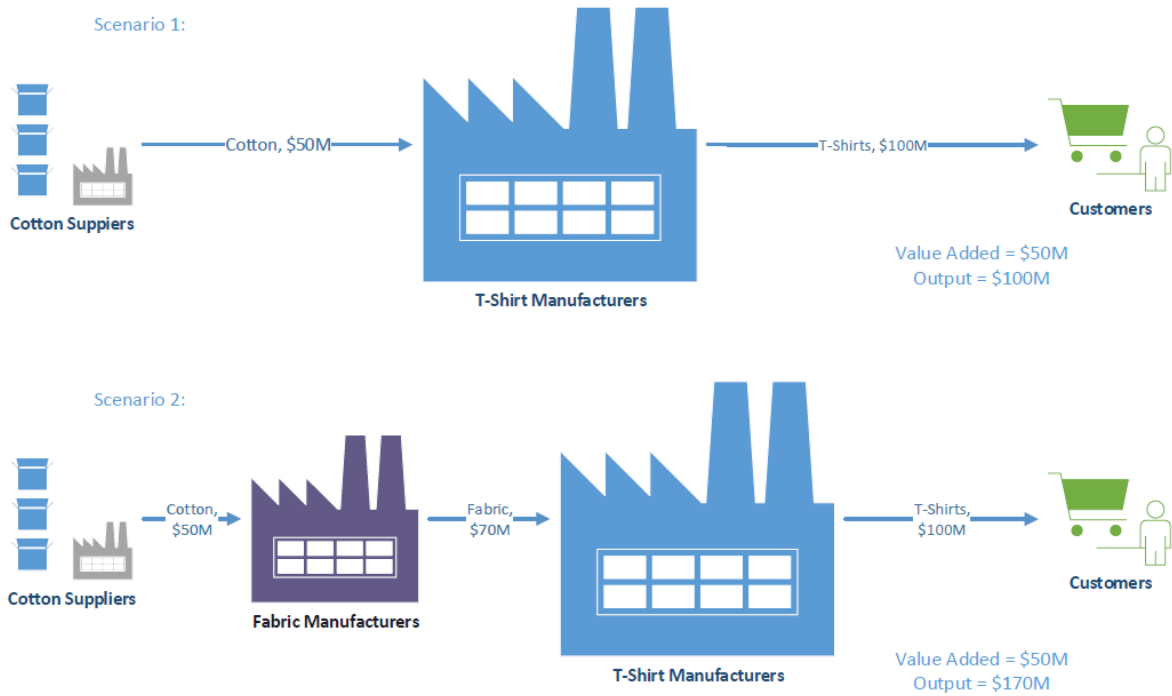 Scenario 1:
Cotton, $50M
T-Shirts, $100M
Cotton Suppiers
Customers
Value Added = $50M
Output = $100M
T-Shirt Manufacturers
Scenario 2:
Cotton,
$50M
Fabric,
$70M
T-Shirts,
$100M
Cotton Suppliers
Customers
Fabric Manufacturers
Value Added = $50M
T-Shirt Manufacturers
Output = $170M